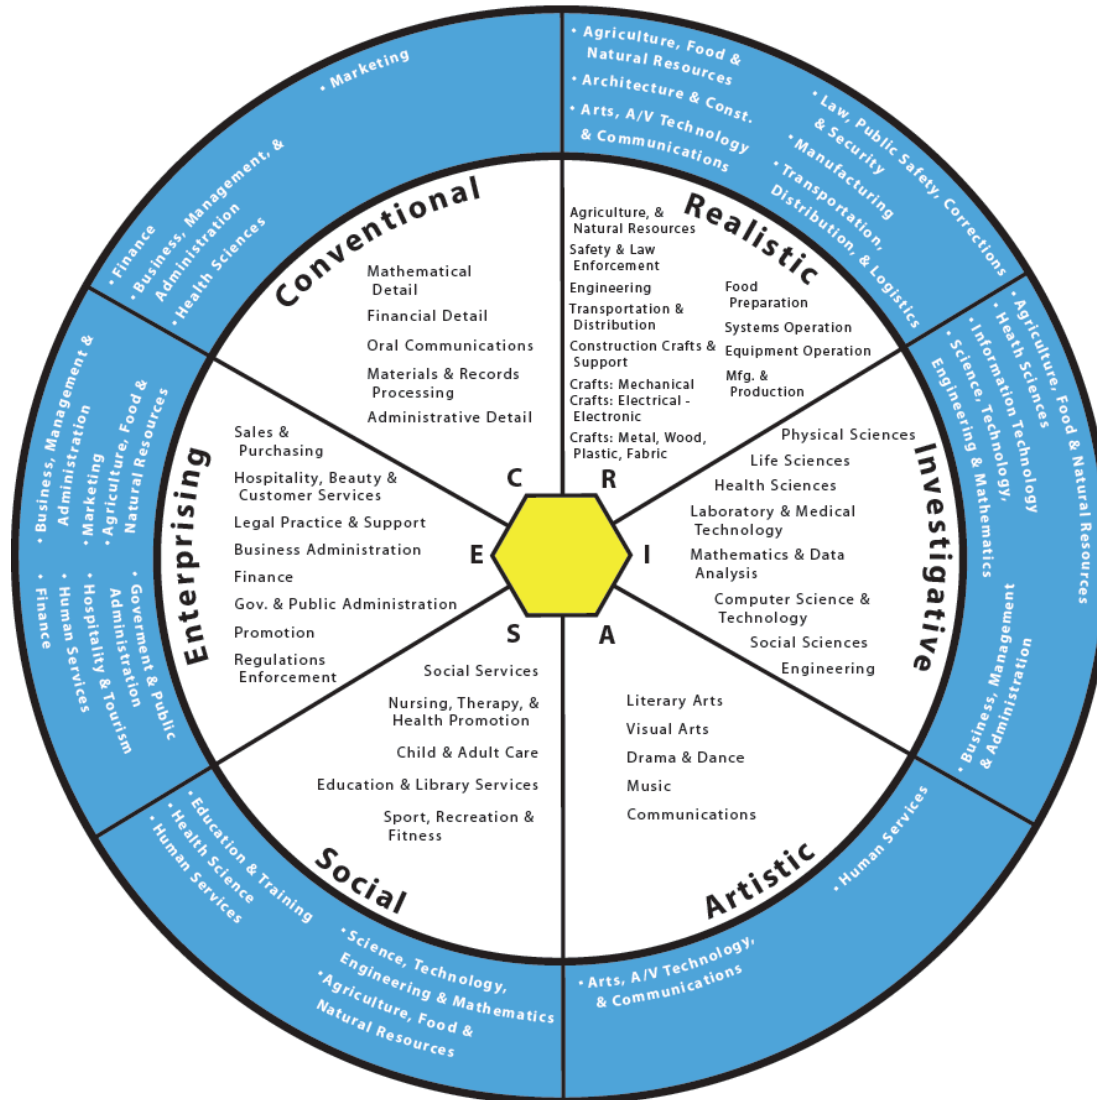 • Marketing
• Finance
• Business, Management, &
Administration
• Health Sciences
Conventional
Mathematical
Detail
Financial Detail
Oral Communications
Materials & Records
Processing
Administrative Detail
C
• Agriculture, Food &
Natural Resources
• Architecture & Const.
• Arts, A/V Technology
& Communications
• Law, Public Safety, Corrections
& Security
• Manufacturing
• Transportation,
Distribution, & Logistics
Realistic
Agriculture, &
Natural Resources
Safety & Law
Enforcement
Engineering
Transportation &
Distribution
Construction Crafts &
Support
Crafts: Mechanical
Crafts: Electrical -
Electronic
Crafts: Metal, Wood,
Plastic, Fabric
Food
Preparation
Systems Operation
Equipment Operation
Mfg. &
Production
R
• Agriculture, Food & Natural Resources
• Heath Sciences
• Information Technology
• Science, Technology,
Engineering & Mathematics
• Business, Management
& Administration
Investigative
Physical Sciences
Life Sciences
Health Sciences
Laboratory & Medical
Technology
Mathematics & Data
Analysis
Computer Science &
Technology
Social Sciences
Engineering
I
• Human Services
• Arts, A/V Technology,
& Communications
Artistic
Literary Arts
Visual Arts
Drama & Dance
Music
Communications
A
• Education & Training
• Health Science
• Human Services
• Science, Technology,
Engineering & Mathematics
• Agriculture, Food &
Natural Resources
Social
Social Services
Nursing, Therapy, &
Health Promotion
Child & Adult Care
Education & Library Services
Sport, Recreation &
Fitness
S
• Business, Management &
Administration
• Marketing
• Agriculture, Food &
Natural Resources
• Goverment & Public
Administration
• Hospitality & Tourism
• Human Services
• Finance
Enterprising
Sales &
Purchasing
Hospitality, Beauty &
Customer Services
Legal Practice & Support
Business Administration
Finance
Gov. & Public Administration
Promotion
Regulations
Enforcement
E